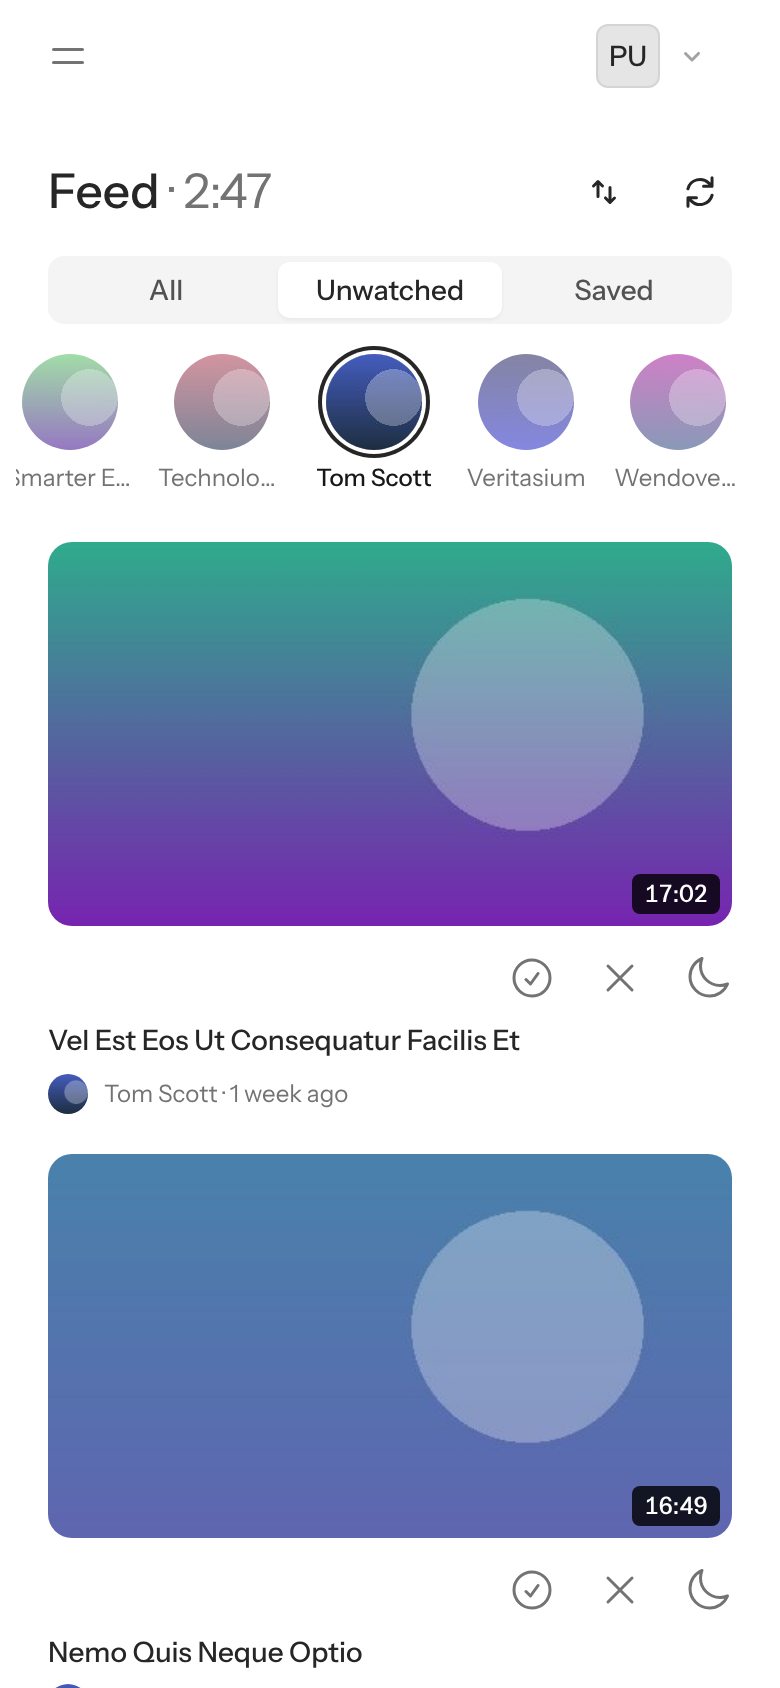 PU
Feed · 2:47
All Unwatched Saved
Smarter E... Technolo... Tom Scott Veritasium Wendove...
17:02
Vel Est Eos Ut Consequatur Facilis Et
Tom Scott · 1 week ago
16:49
Nemo Quis Neque Optio